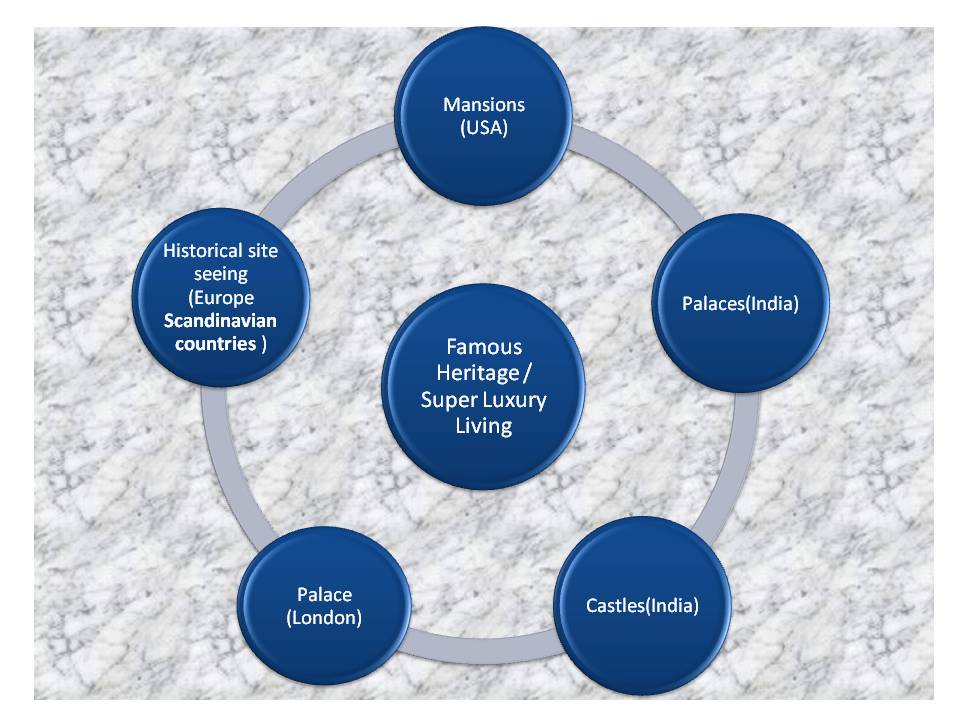 Mansions
(USA)
Historical site
seeing
(Europe
Scandinavian
countries )
Palaces(India)
Famous
Heritage /
Super Luxury
Living
Palace
(London)
Castles(India)